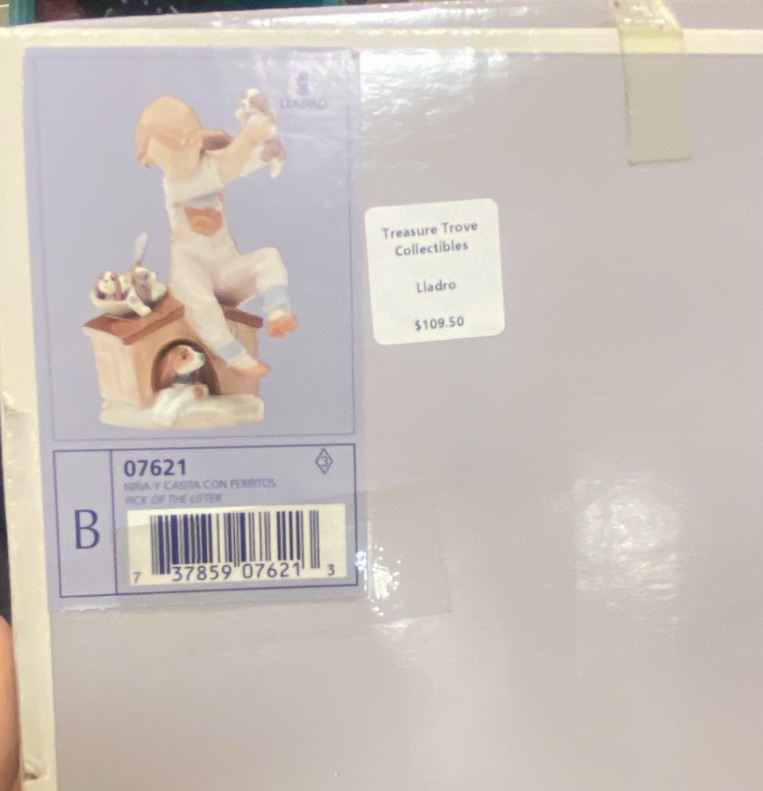 LLADRO
Treasure Trove
Collectibles
Lladro
$109.50
07621
3
NIÑA Y CASITA CON PERRITOS
PICK OF THE LITTER
B
7 37859 07621 3